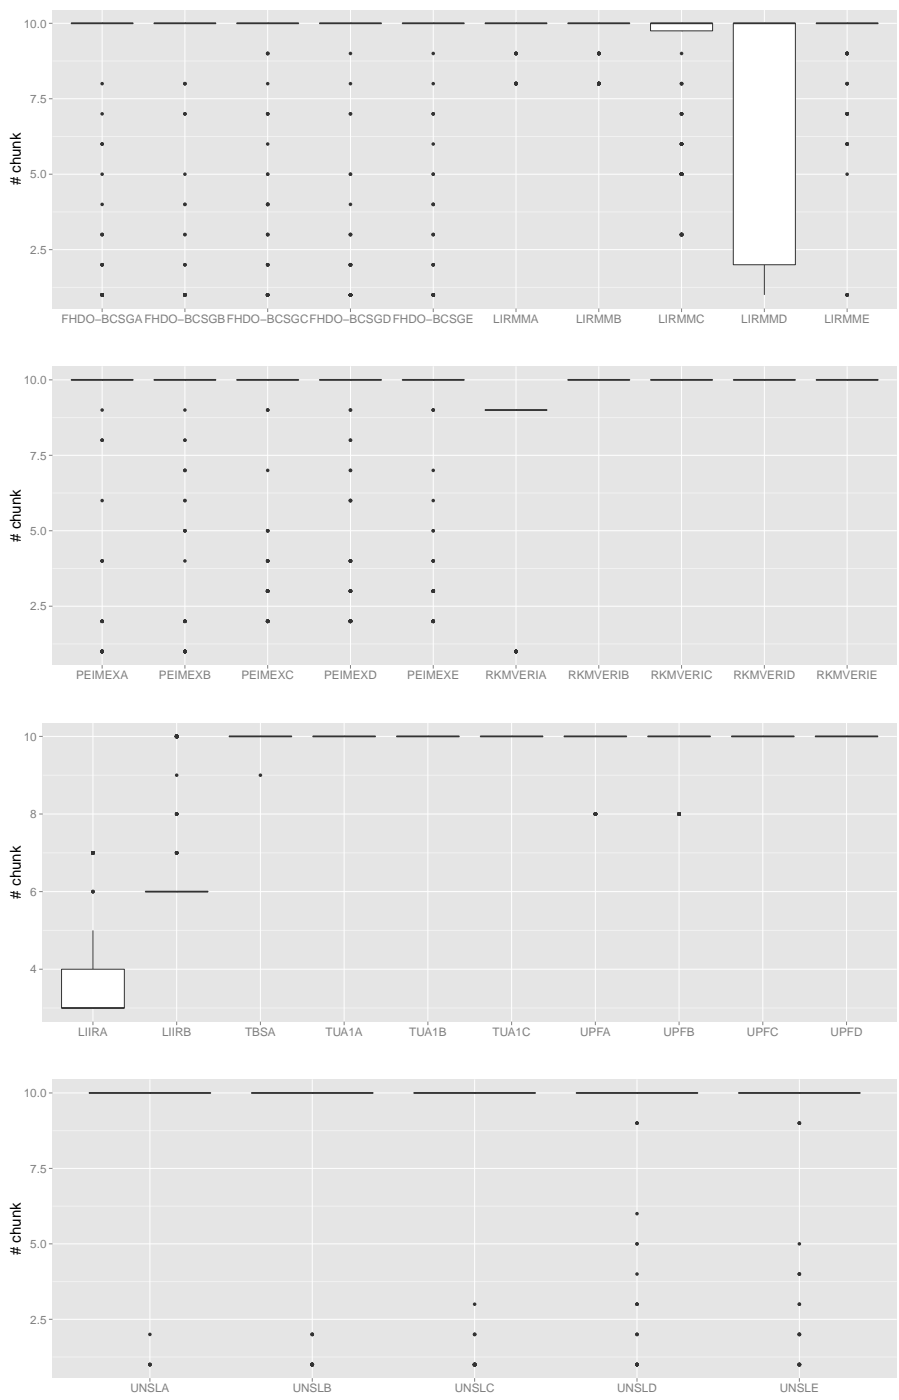 10.0
7.5
# chunk
5.0
2.5
FHDO–BCSGA FHDO–BCSGB FHDO–BCSGC FHDO–BCSGD FHDO–BCSGE LIRMMA LIRMMB LIRMMC LIRMMD LIRMME
10.0
7.5
# chunk
5.0
2.5
PEIMEXA PEIMEXB PEIMEXC PEIMEXD PEIMEXE RKMVERIA RKMVERIB RKMVERIC RKMVERID RKMVERIE
10
8
# chunk
6
4
LIIRA LIIRB TBSA TUA1A TUA1B TUA1C UPFA UPFB UPFC UPFD
10.0
7.5
# chunk
5.0
2.5
UNSLA UNSLB UNSLC UNSLD UNSLE